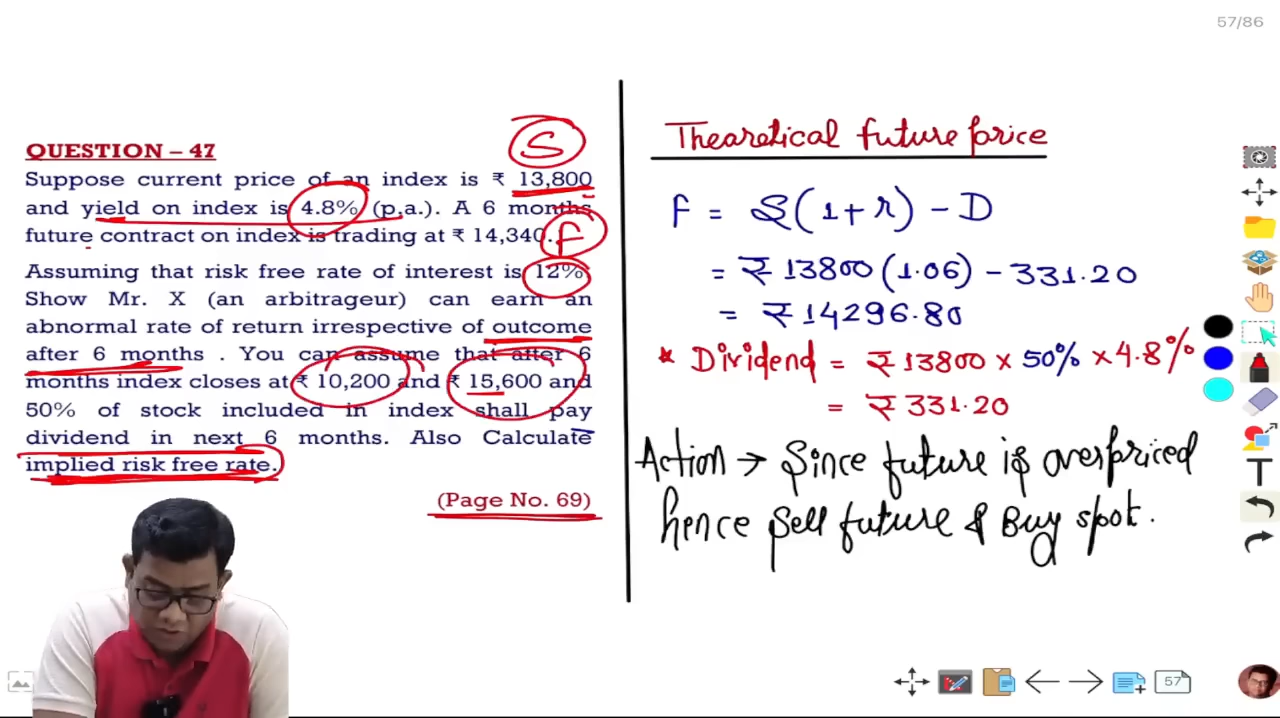 57/86
QUESTION – 47
S
Suppose current price of an index is ₹ 13,800
and yield on index is 4.8% (p.a.). A 6 months
future contract on index is trading at ₹ 14,340.
F
Assuming that risk free rate of interest is 12%
Show Mr. X (an arbitrageur) can earn an
abnormal rate of return irrespective of outcome
after 6 months . You can assume that after 6
months index closes at ₹ 10,200 and ₹ 15,600 and
50% of stock included in index shall pay
dividend in next 6 months. Also Calculate
implied risk free rate.
(Page No. 69)
Theoretical future price
F = S(1+r) - D
= ₹ 13800 (1.06) - 331.20
= ₹ 14296.80
* Dividend = ₹ 13800 × 50% × 4.8%
= ₹ 331.20
Action → Since future is overpriced
hence Sell future & Buy spot.
T
57